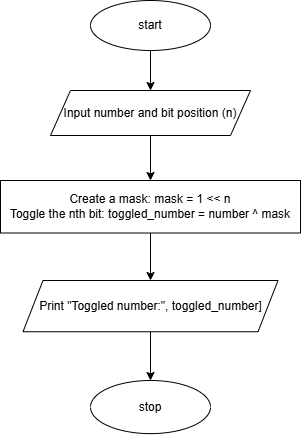 start
Input number and bit position (n)
Create a mask: mask = 1 << n
Toggle the nth bit: toggled_number = number ^ mask
Print "Toggled number:", toggled_number]
stop